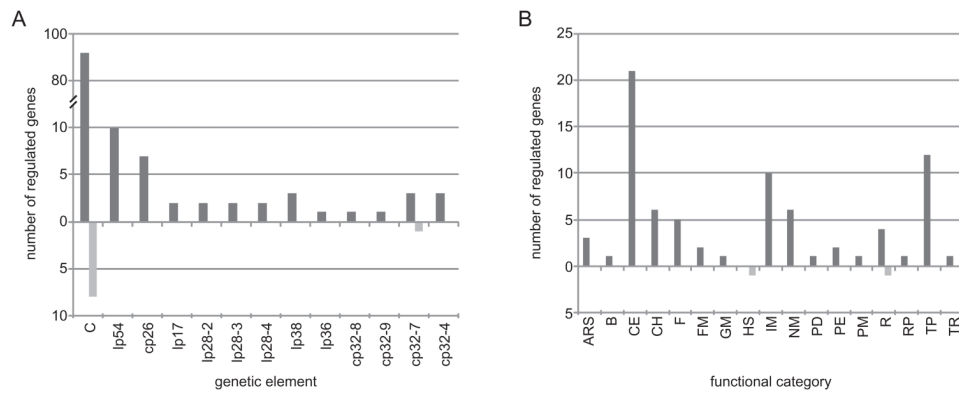 A
number of regulated genes
100
80
10
5
0
5
10
C
lp54
cp26
lp17
lp28-2
lp28-3
lp28-4
lp38
lp36
cp32-8
cp32-9
cp32-7
cp32-4
genetic element
B
number of regulated genes
25
20
15
10
5
0
5
ARS
B
CE
CH
F
FM
GM
HS
IM
NM
PD
PE
PM
R
RP
TP
TR
functional category